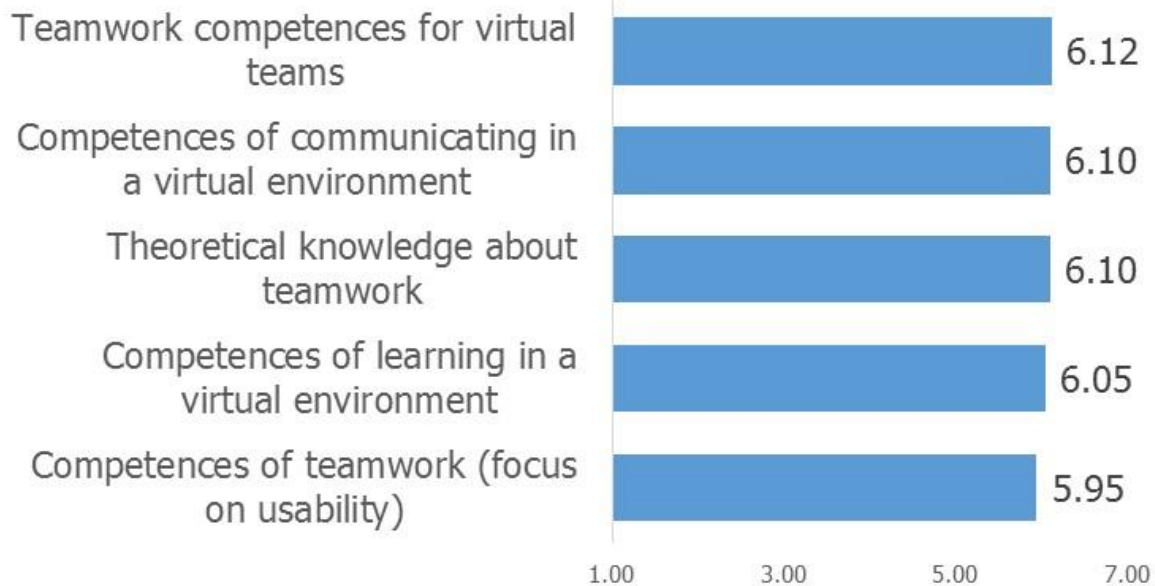 Teamwork competences for virtual
teams
6.12
Competences of communicating in
a virtual environment
6.10
Theoretical knowledge about
teamwork
6.10
Competences of learning in a
virtual environment
6.05
Competences of teamwork (focus
on usability)
5.95
1.00 3.00 5.00 7.00